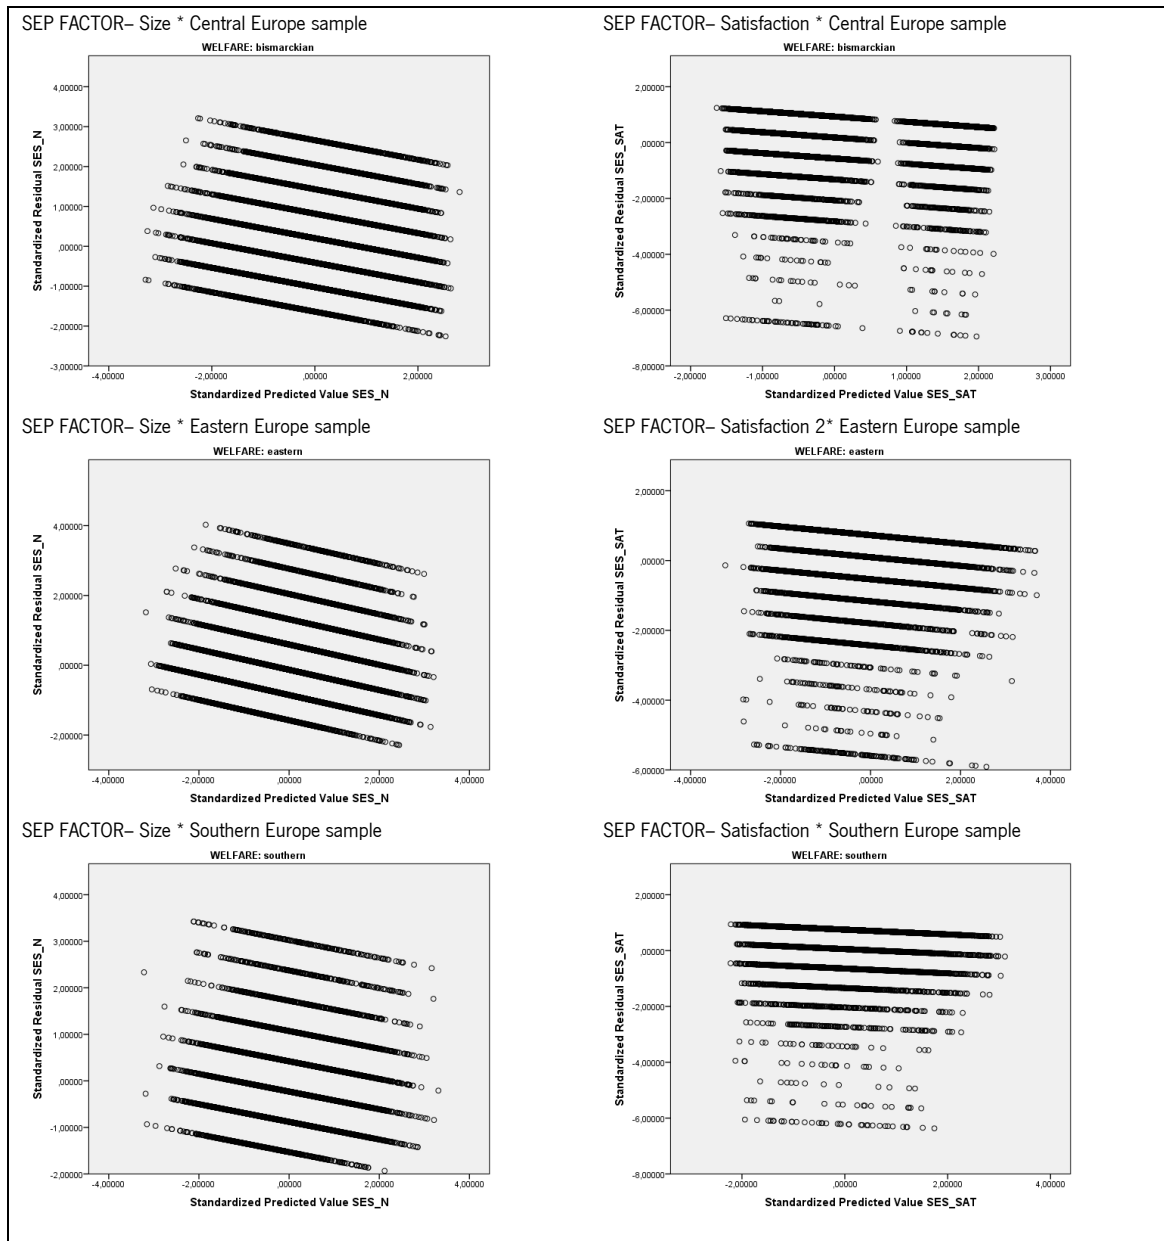 SEP FACTOR– Size * Central Europe sample
WELFARE: bismarckian
Standardized Residual SES_N
4,00000
3,00000
2,00000
1,00000
,00000
-1,00000
-2,00000
-3,00000
-4,00000 -2,00000 ,00000 2,00000
Standardized Predicted Value SES_N
SEP FACTOR– Satisfaction * Central Europe sample
WELFARE: bismarckian
Standardized Residual SES_SAT
2,00000
,00000
-2,00000
-4,00000
-6,00000
-8,00000
-2,00000 -1,00000 ,00000 1,00000 2,00000 3,00000
Standardized Predicted Value SES_SAT
SEP FACTOR– Size * Eastern Europe sample
WELFARE: eastern
Standardized Residual SES_N
4,00000
2,00000
,00000
-2,00000
-4,00000 -2,00000 ,00000 2,00000 4,00000
Standardized Predicted Value SES_N
SEP FACTOR– Satisfaction 2* Eastern Europe sample
WELFARE: eastern
Standardized Residual SES_SAT
2,00000
,00000
-2,00000
-4,00000
-6,00000
-4,00000 -2,00000 ,00000 2,00000 4,00000
Standardized Predicted Value SES_SAT
SEP FACTOR– Size * Southern Europe sample
WELFARE: southern
Standardized Residual SES_N
4,00000
3,00000
2,00000
1,00000
,00000
-1,00000
-2,00000
-4,00000 -2,00000 ,00000 2,00000 4,00000
Standardized Predicted Value SES_N
SEP FACTOR– Satisfaction * Southern Europe sample
WELFARE: southern
Standardized Residual SES_SAT
2,00000
,00000
-2,00000
-4,00000
-6,00000
-8,00000
-2,00000 ,00000 2,00000 4,00000
Standardized Predicted Value SES_SAT